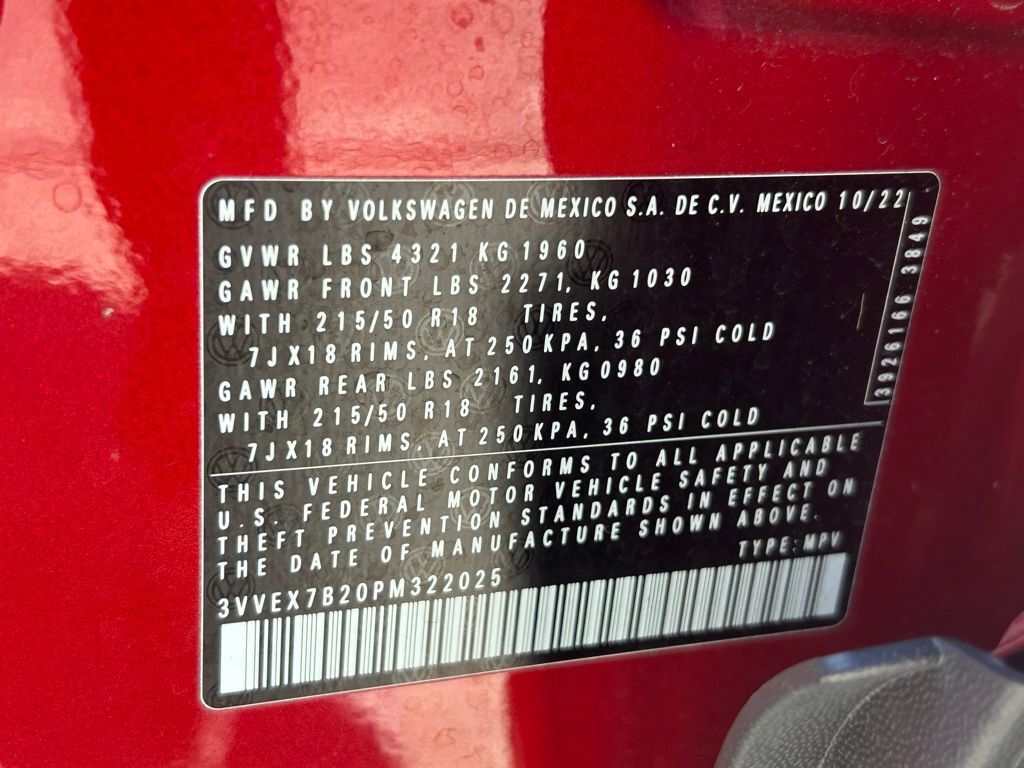 MFD BY VOLKSWAGEN DE MEXICO S.A. DE C.V. MEXICO 10/22
GVWR LBS 4321 KG 1960
GAWR FRONT LBS 2271, KG 1030
WITH 215/50 R18 TIRES,
7JX18 RIMS, AT 250 KPA, 36 PSI COLD
GAWR REAR LBS 2161, KG 0980
WITH 215/50 R18 TIRES,
7JX18 RIMS, AT 250 KPA, 36 PSI COLD
THIS VEHICLE CONFORMS TO ALL APPLICABLE
U.S. FEDERAL MOTOR VEHICLE SAFETY AND
THEFT PREVENTION STANDARDS IN EFFECT ON
THE DATE OF MANUFACTURE SHOWN ABOVE.
TYPE: MPV
3VVEX7B20PM322025
3926166 3849